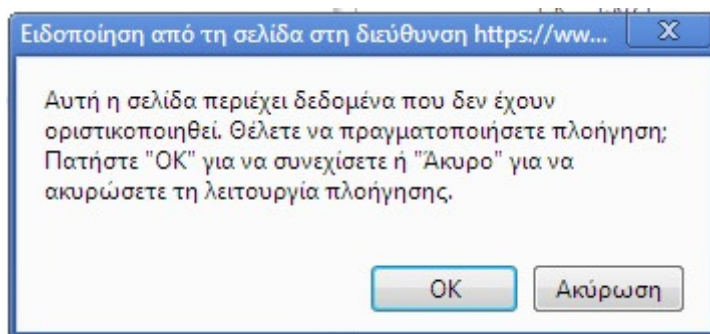 Ειδοποίηση από τη σελίδα στη διεύθυνση https://ww...
Αυτή η σελίδα περιέχει δεδομένα που δεν έχουν
οριστικοποιηθεί. Θέλετε να πραγματοποιήσετε πλοήγηση;
Πατήστε "OK" για να συνεχίσετε ή "Άκυρο" για να
ακυρώσετε τη λειτουργία πλοήγησης.
OK
Ακύρωση